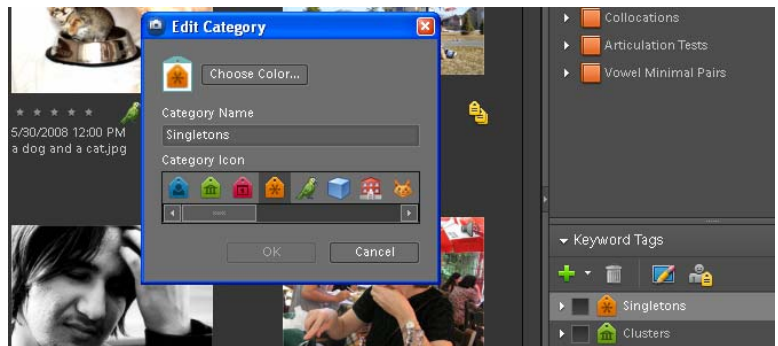 Edit Category
Choose Color...
Category Name
Singletons
Category Icon
OK
Cancel
5/30/2008 12:00 PM
a dog and a cat.jpg
Collocations
Articulation Tests
Vowel Minimal Pairs
Keyword Tags
Singletons
Clusters